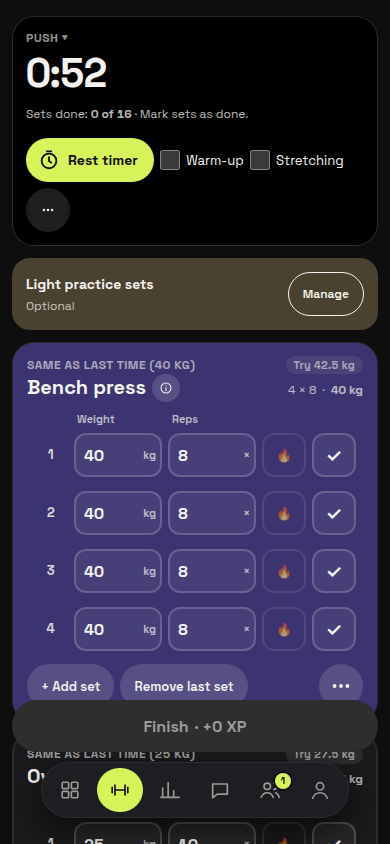 PUSH ▾
0:52
Sets done: 0 of 16 · Mark sets as done.
Rest timer Warm-up Stretching
...
Light practice sets
Optional
Manage
SAME AS LAST TIME (40 KG) Try 42.5 kg
Bench press 4 × 8 · 40 kg
Weight Reps
1 40 kg 8 ×
2 40 kg 8 ×
3 40 kg 8 ×
4 40 kg 8 ×
+ Add set Remove last set ...
Finish · +0 XP
SAME AS LAST TIME (25 KG) Try 27.5 kg
kg
1